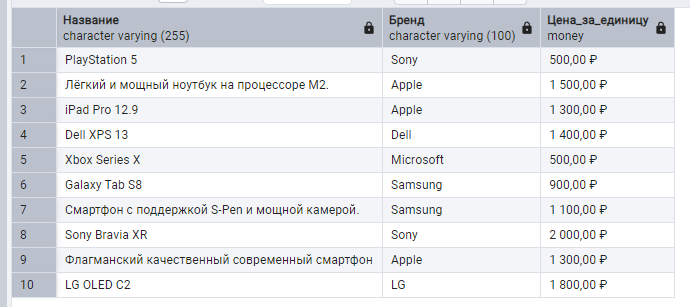 Название Бренд Цена_за_единицу
character varying (255) character varying (100) money
1 PlayStation 5 Sony 500,00 ₽
2 Лёгкий и мощный ноутбук на процессоре M2. Apple 1 500,00 ₽
3 iPad Pro 12.9 Apple 1 300,00 ₽
4 Dell XPS 13 Dell 1 400,00 ₽
5 Xbox Series X Microsoft 500,00 ₽
6 Galaxy Tab S8 Samsung 900,00 ₽
7 Смартфон с поддержкой S-Pen и мощной камерой. Samsung 1 100,00 ₽
8 Sony Bravia XR Sony 2 000,00 ₽
9 Флагманский качественный современный смартфон Apple 1 300,00 ₽
10 LG OLED C2 LG 1 800,00 ₽